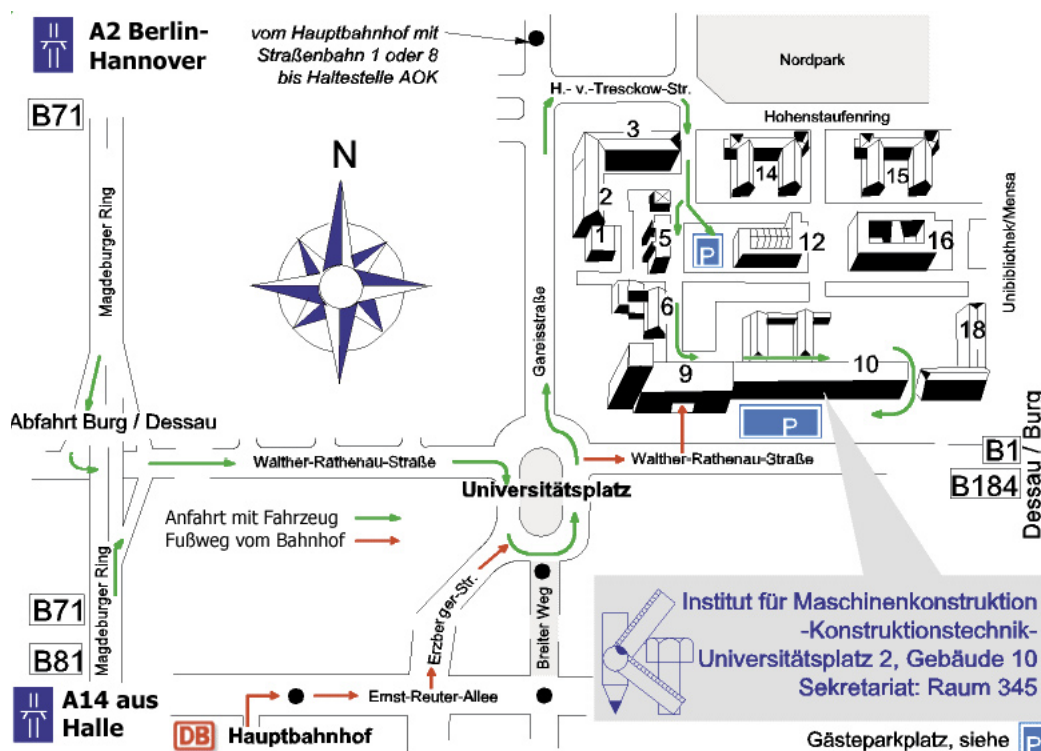 A2 Berlin-
Hannover
B71
vom Hauptbahnhof mit
Straßenbahn 1 oder 8
bis Haltestelle AOK
Nordpark
H.- v.-Tresckow-Str.
Hohenstaufenring
N
Magdeburger Ring
Gareisstraße
3
14
15
2
1
5
12
16
P
6
18
9
10
P
Unibibliothek/Mensa
Abfahrt Burg / Dessau
Walther-Rathenau-Straße
Walther-Rathenau-Straße
Universitätsplatz
B1
B184
Dessau / Burg
Anfahrt mit Fahrzeug
Fußweg vom Bahnhof
Magdeburger Ring
B71
B81
A14 aus
Halle
Erzberger-Str.
Breiter Weg
Ernst-Reuter-Allee
DB Hauptbahnhof
Institut für Maschinenkonstruktion
-Konstruktionstechnik-
Universitätsplatz 2, Gebäude 10
Sekretariat: Raum 345
Gästeparkplatz, siehe P